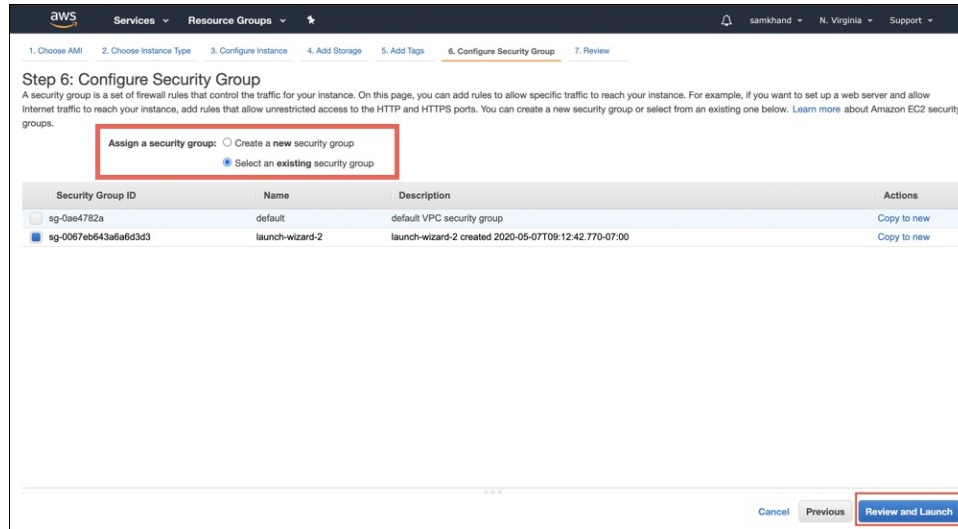 aws Services Resource Groups samkhand N. Virginia Support
1. Choose AMI 2. Choose Instance Type 3. Configure Instance 4. Add Storage 5. Add Tags 6. Configure Security Group 7. Review
Step 6: Configure Security Group
A security group is a set of firewall rules that control the traffic for your instance. On this page, you can add rules to allow specific traffic to reach your instance. For example, if you want to set up a web server and allow
Internet traffic to reach your instance, add rules that allow unrestricted access to the HTTP and HTTPS ports. You can create a new security group or select from an existing one below. Learn more about Amazon EC2 security
groups.
Assign a security group: Create a new security group
Select an existing security group
Security Group ID Name Description Actions
sg-0ae4782a default default VPC security group Copy to new
sg-0067eb643a6a6d3d3 launch-wizard-2 launch-wizard-2 created 2020-05-07T09:12:42.770-07:00 Copy to new
Cancel Previous Review and Launch